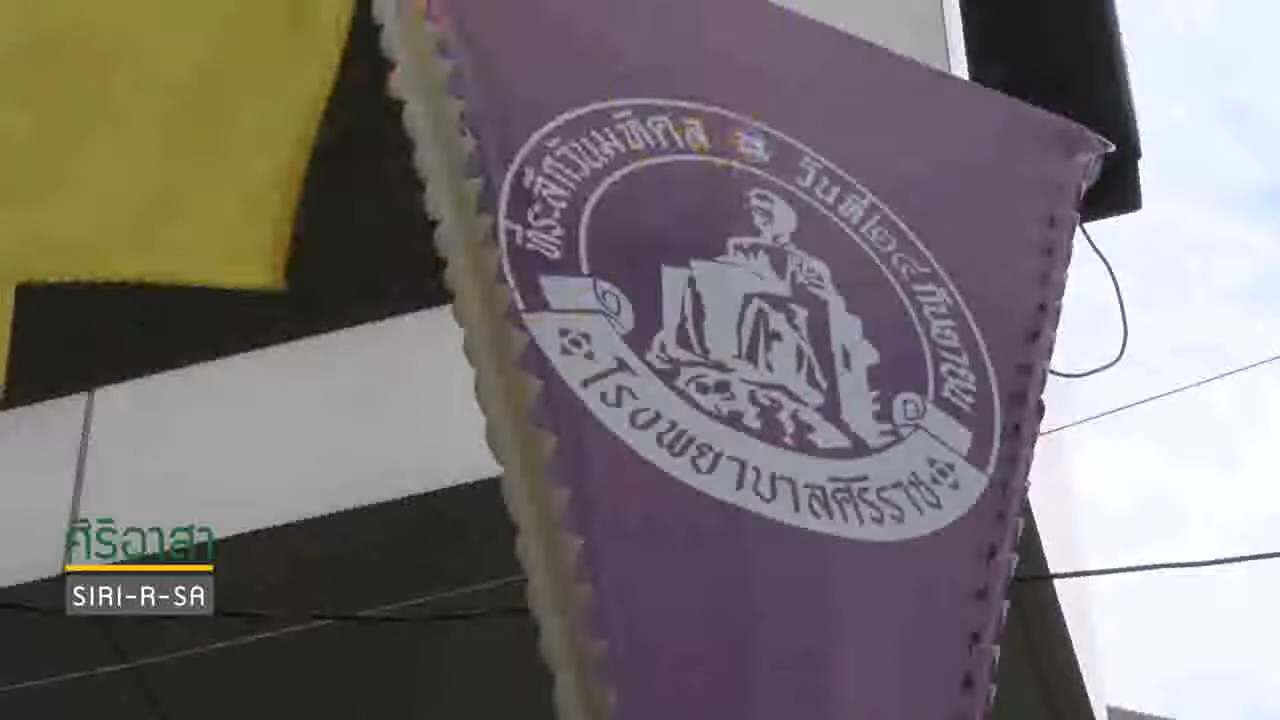 ที่ระลึกวันมหิดล
วันที่ ๒๔ กันยายน
โรงพยาบาลศิริราช
ศิริอาสา
SIRI-R-SA